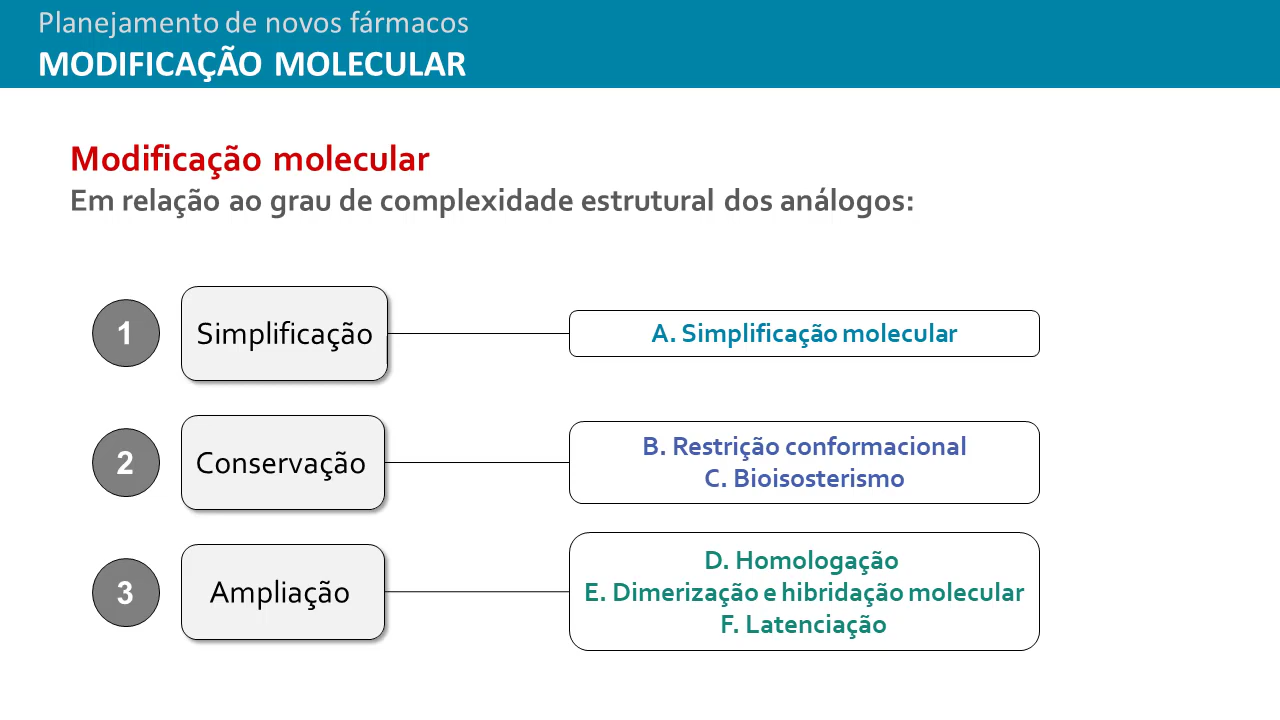 Planejamento de novos fármacos
MODIFICAÇÃO MOLECULAR
Modificação molecular
Em relação ao grau de complexidade estrutural dos análogos:
1
Simplificação
A. Simplificação molecular
2
Conservação
B. Restrição conformacional
C. Bioisosterismo
3
Ampliação
D. Homologação
E. Dimerização e hibridação molecular
F. Latenciação